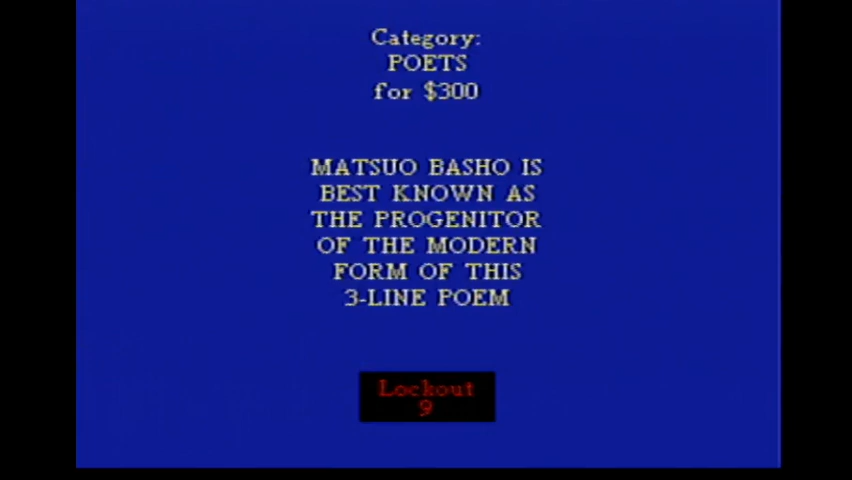 Category:
POETS
for $300
MATSUO BASHO IS
BEST KNOWN AS
THE PROGENITOR
OF THE MODERN
FORM OF THIS
3-LINE POEM
Lockout
9